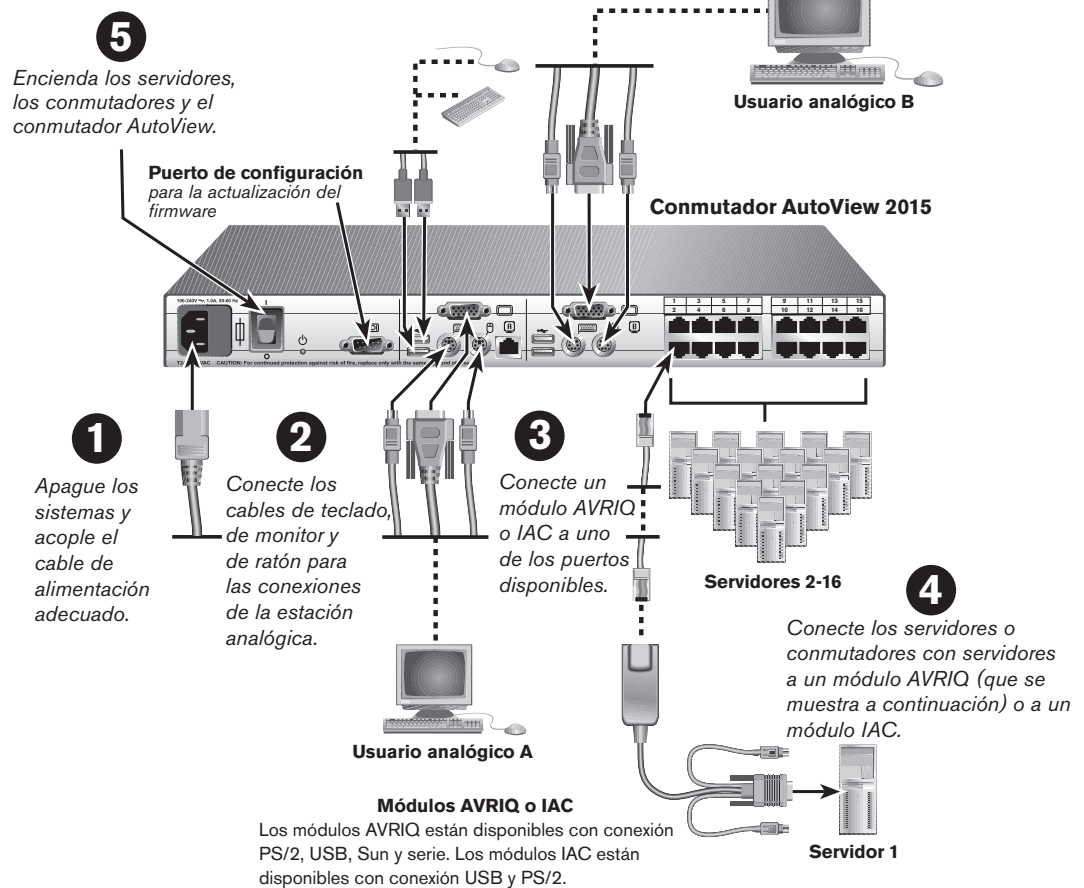 5
Encienda los servidores,
los conmutadores y el
conmutador AutoView.
Puerto de configuración
para la actualización del
firmware
Usuario analógico B
Conmutador AutoView 2015
100-240V ~, 1.0A, 50-60 Hz
1 3 5 7
2 4 6 8
9 11 13 15
10 12 14 16
A
B
CAUTION: For continued protection against risk of fire, replace only with the same
1
Apague los
sistemas y
acople el
cable de
alimentación
adecuado.
2
Conecte los
cables de teclado,
de monitor y
de ratón para
las conexiones
de la estación
analógica.
3
Conecte un
módulo AVRIQ
o IAC a uno
de los puertos
disponibles.
Servidores 2-16
4
Conecte los servidores o
conmutadores con servidores
a un módulo AVRIQ (que se
muestra a continuación) o a un
módulo IAC.
Usuario analógico A
Módulos AVRIQ o IAC
Los módulos AVRIQ están disponibles con conexión
PS/2, USB, Sun y serie. Los módulos IAC están
disponibles con conexión USB y PS/2.
Servidor 1